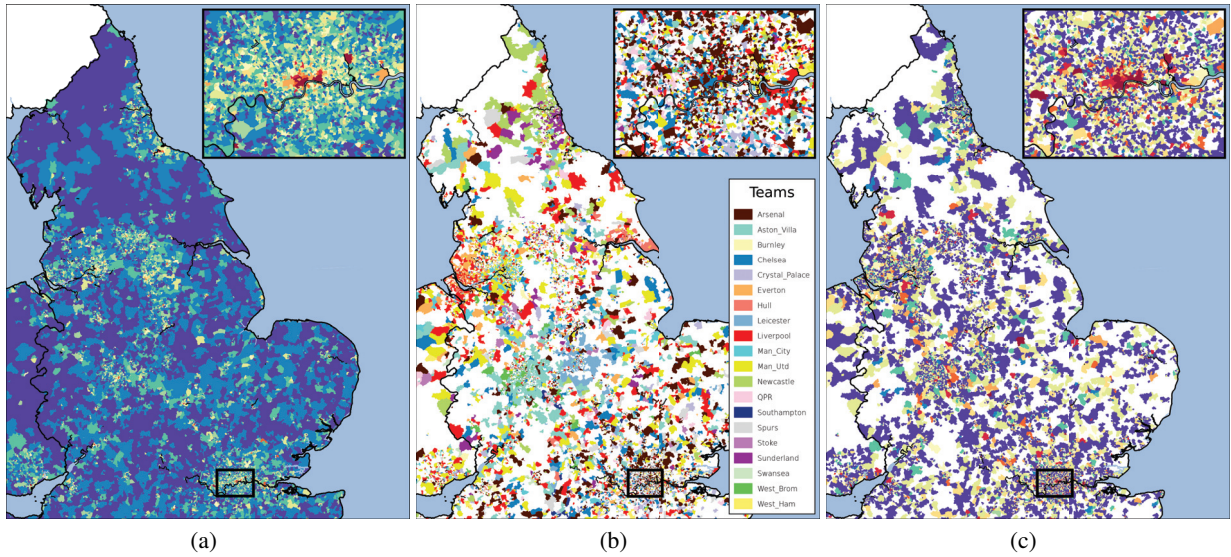 Teams
Arsenal
Aston_Villa
Burnley
Chelsea
Crystal_Palace
Everton
Hull
Leicester
Liverpool
Man_City
Man_Utd
Newcastle
QPR
Southampton
Spurs
Stoke
Sunderland
Swansea
West_Brom
West_Ham
(a)
(b)
(c)